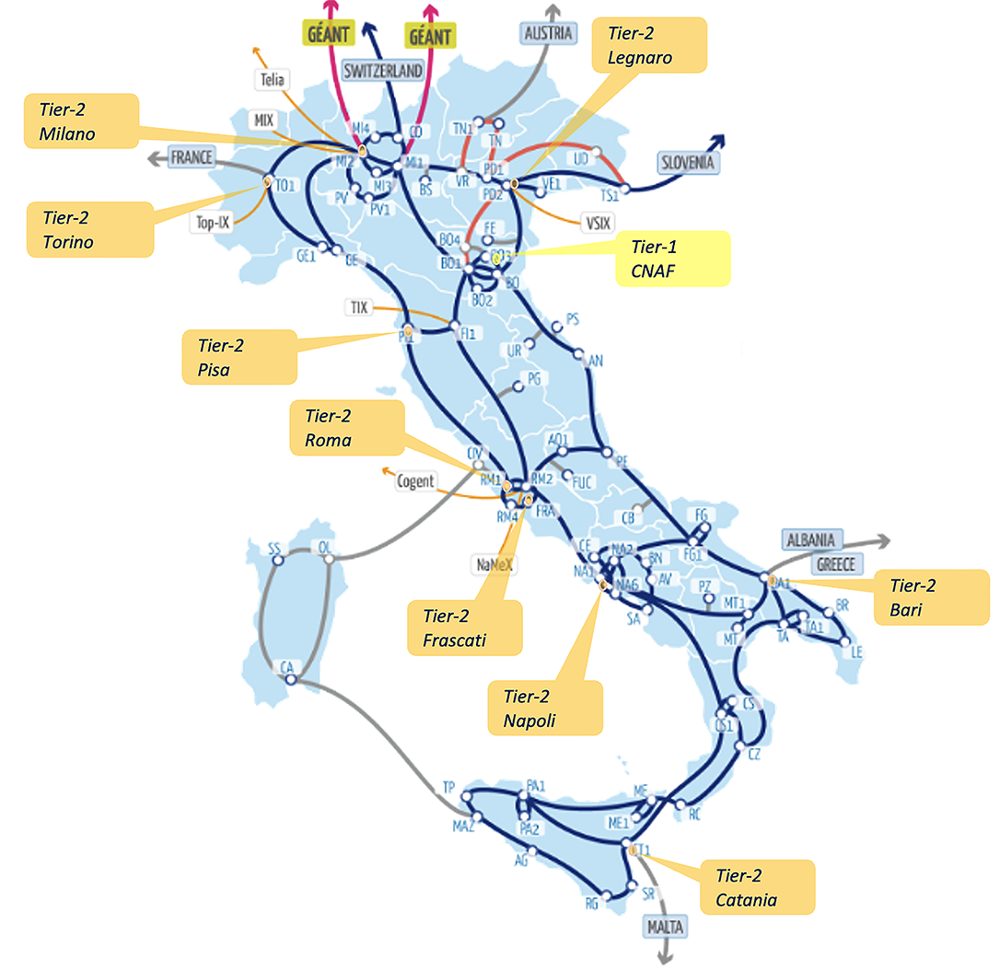 GÉANT
GÉANT
AUSTRIA
Tier-2
Legnaro
SWITZERLAND
Telia
Tier-2
Milano
MIX
MI4
CO
TN1
TN
FRANCE
MI2
MI1
UD
SLOVENIA
TO1
MI3
BS
VR
PD1
PD2
VE1
TS1
PV
PV1
Tier-2
Torino
Top-IX
VSIX
FE
BO4
Tier-1
CNAF
GE1
GE
BO1
BO3
BO
BO2
TIX
PI1
FI1
PS
UR
AN
Tier-2
Pisa
PG
Tier-2
Roma
AQ1
PE
CIV
Cogent
RM1
RM2
FUC
RM4
FRA
CB
FG
SS
OL
CE
NA2
BN
FG1
ALBANIA
GREECE
NaMeX
NA1
NA6
AV
PZ
BA1
Tier-2
Bari
Tier-2
Frascati
SA
MT1
BR
MT
TA
TA1
LE
CA
Tier-2
Napoli
CS
CS1
CZ
TP
PA1
ME
MAZ
PA2
ME1
RC
AG
CT1
Tier-2
Catania
RG
SR
MALTA